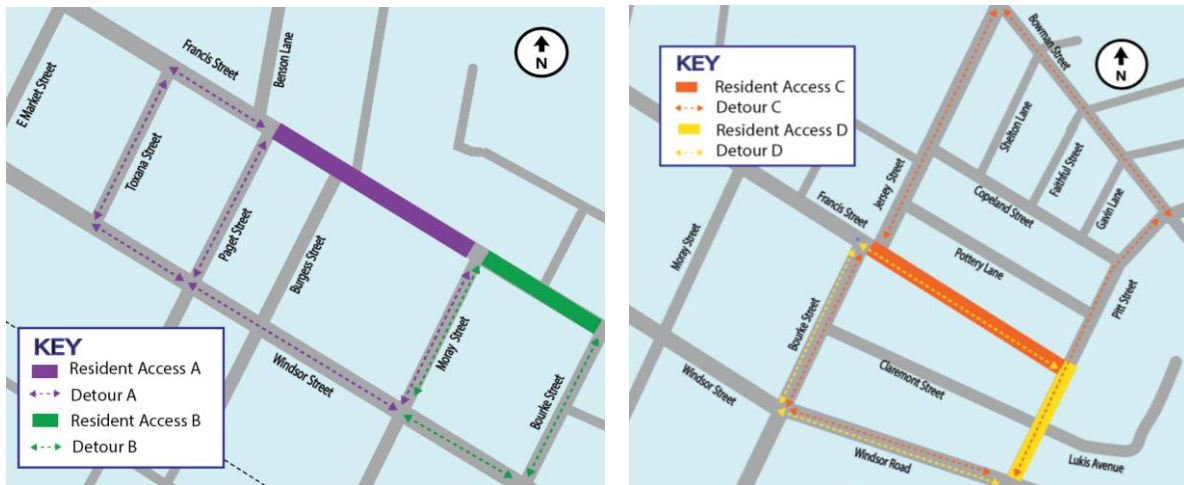 Francis Street
Benson Lane
N
E Market Street
Toxana Street
Paget Street
Burgess Street
Moray Street
Bourke Street
Windsor Street
KEY
Resident Access A
Detour A
Resident Access B
Detour B
KEY
Resident Access C
Detour C
Resident Access D
Detour D
Bowman Street
N
Shelton Lane
Faithful Street
Gavin Lane
Jersey Street
Copeland Street
Francis Street
Moray Street
Pottery Lane
Pitt Street
Bourke Street
Claremont Street
Windsor Street
Windsor Road
Lukis Avenue